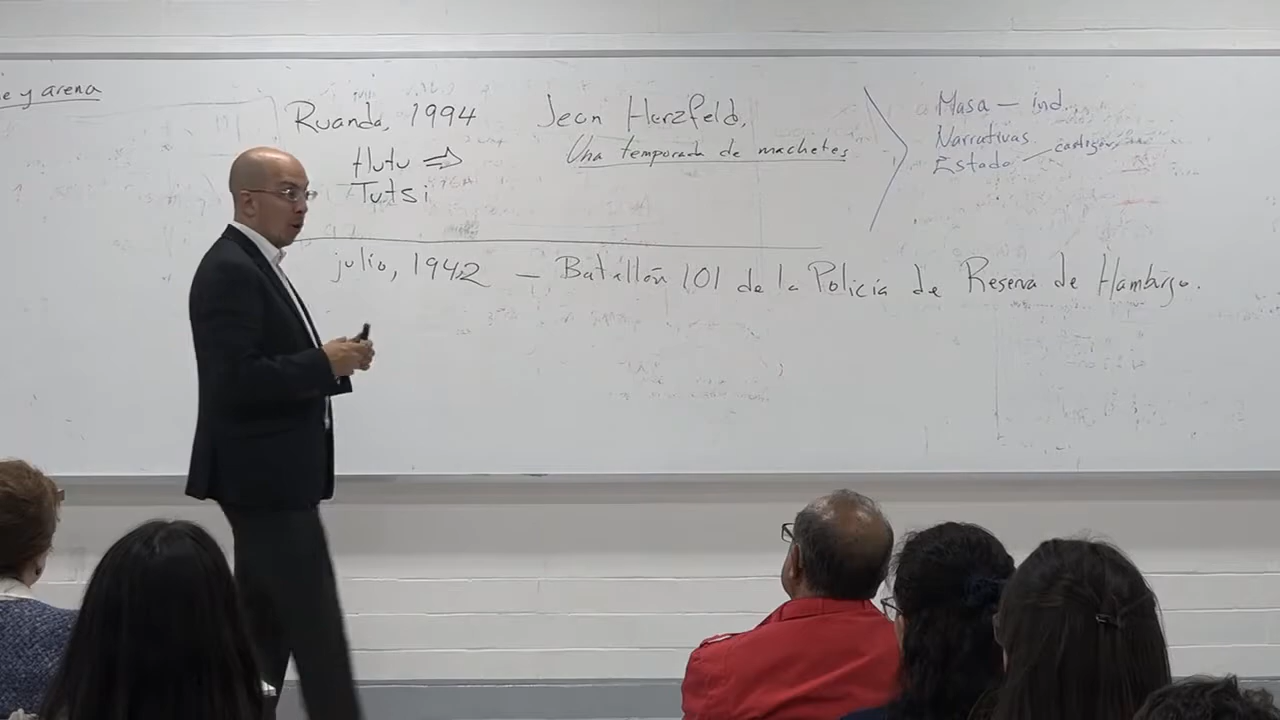 e y arena
Ruanda, 1994
Hutu ⇒
Tutsi
Jean Herzfeld,
Una temporada de machetes
Masa – ind.
Narrativas
Estado – castigo
julio, 1942 – Batallón 101 de la Policía de Reserva de Hamburgo.